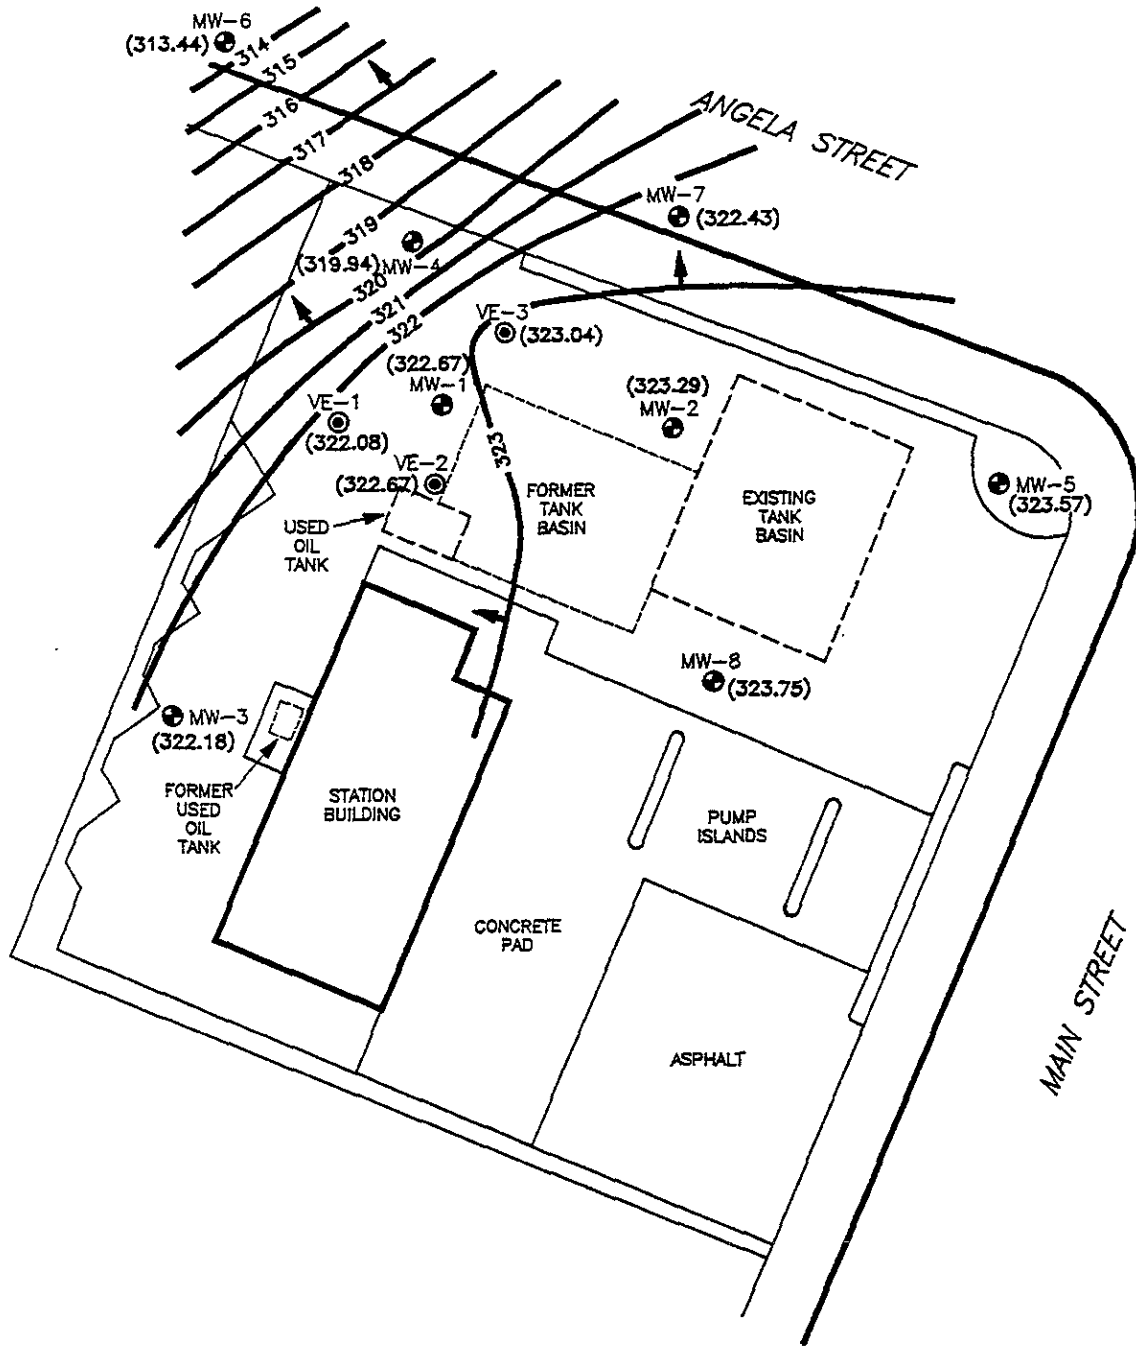 MW-6
(313.44)
314
315
316
317
318
319
320
321
322
ANGELA STREET
MW-7
(322.43)
(319.94)
MW-4
VE-3
(323.04)
(322.67)
MW-1
(323.29)
MW-2
VE-1
(322.08)
VE-2
(322.67)
323
MW-5
(323.57)
FORMER
TANK
BASIN
EXISTING
TANK
BASIN
USED
OIL
TANK
MW-8
(323.75)
MW-3
(322.18)
FORMER
USED
OIL
TANK
STATION
BUILDING
PUMP
ISLANDS
CONCRETE
PAD
ASPHALT
MAIN STREET